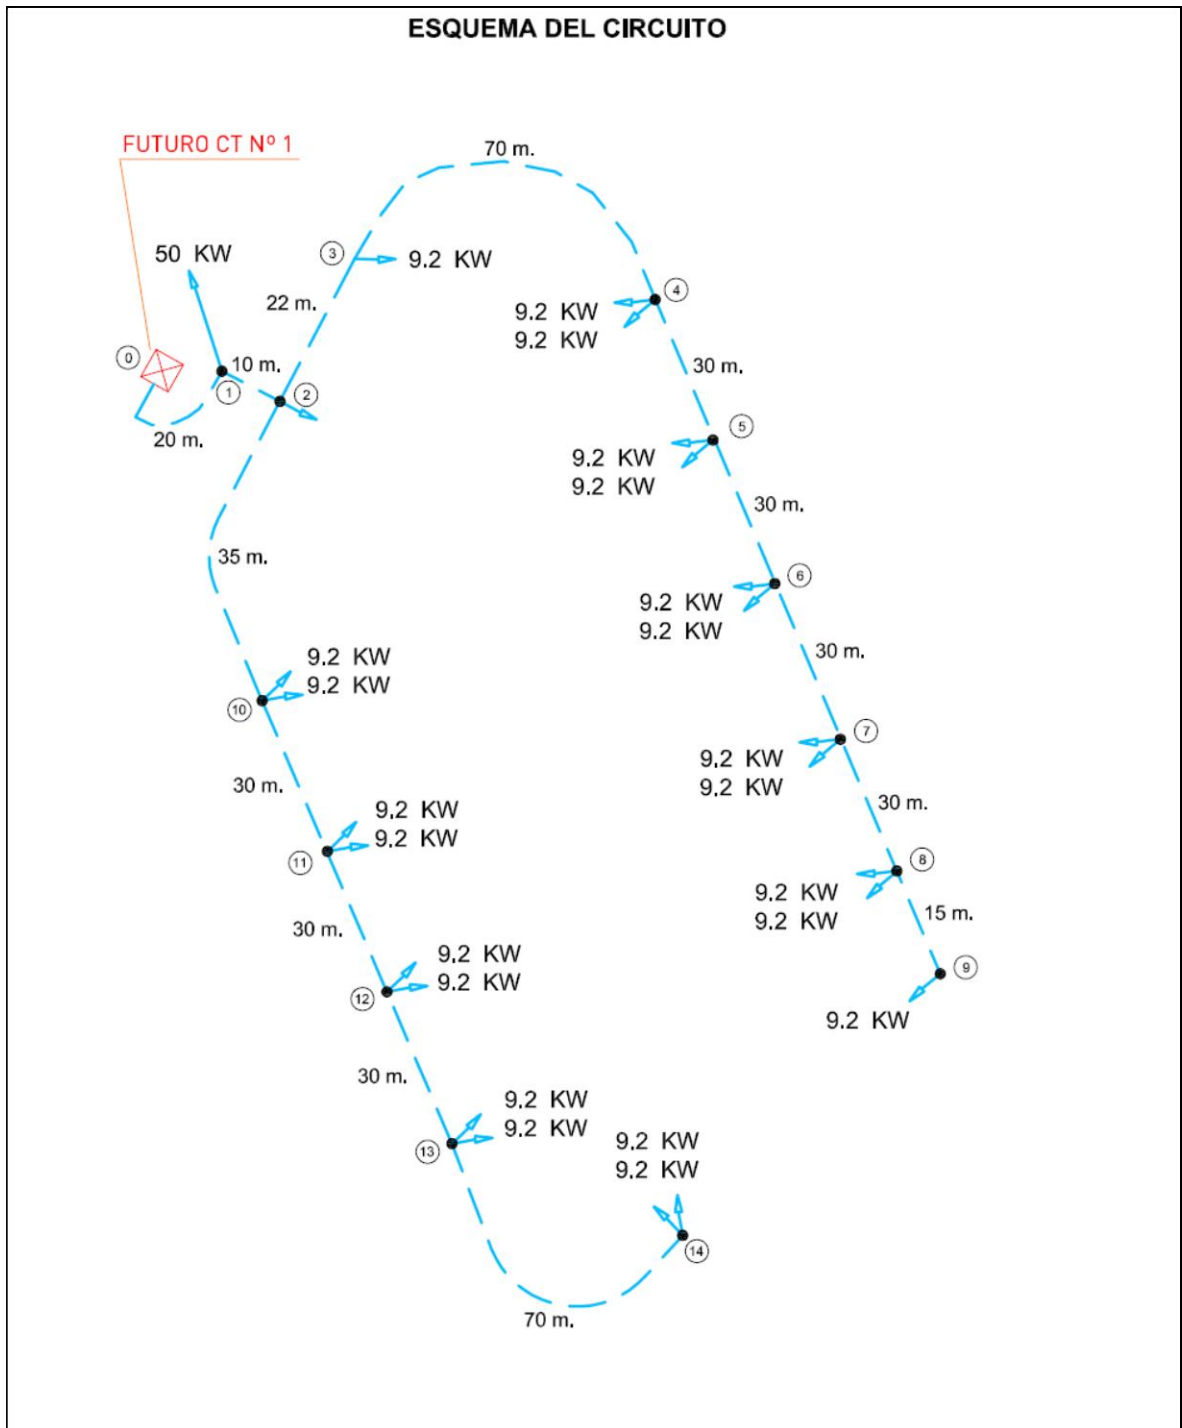 ESQUEMA DEL CIRCUITO
FUTURO CT Nº 1
70 m.
50 KW
3
9.2 KW
4
22 m.
9.2 KW
9.2 KW
0
10 m.
30 m.
1
2
20 m.
5
9.2 KW
9.2 KW
30 m.
35 m.
6
9.2 KW
9.2 KW
30 m.
9.2 KW
9.2 KW
10
7
9.2 KW
9.2 KW
30 m.
30 m.
9.2 KW
9.2 KW
11
8
9.2 KW
9.2 KW
15 m.
30 m.
9.2 KW
9.2 KW
12
9
9.2 KW
30 m.
9.2 KW
9.2 KW
13
9.2 KW
9.2 KW
14
70 m.